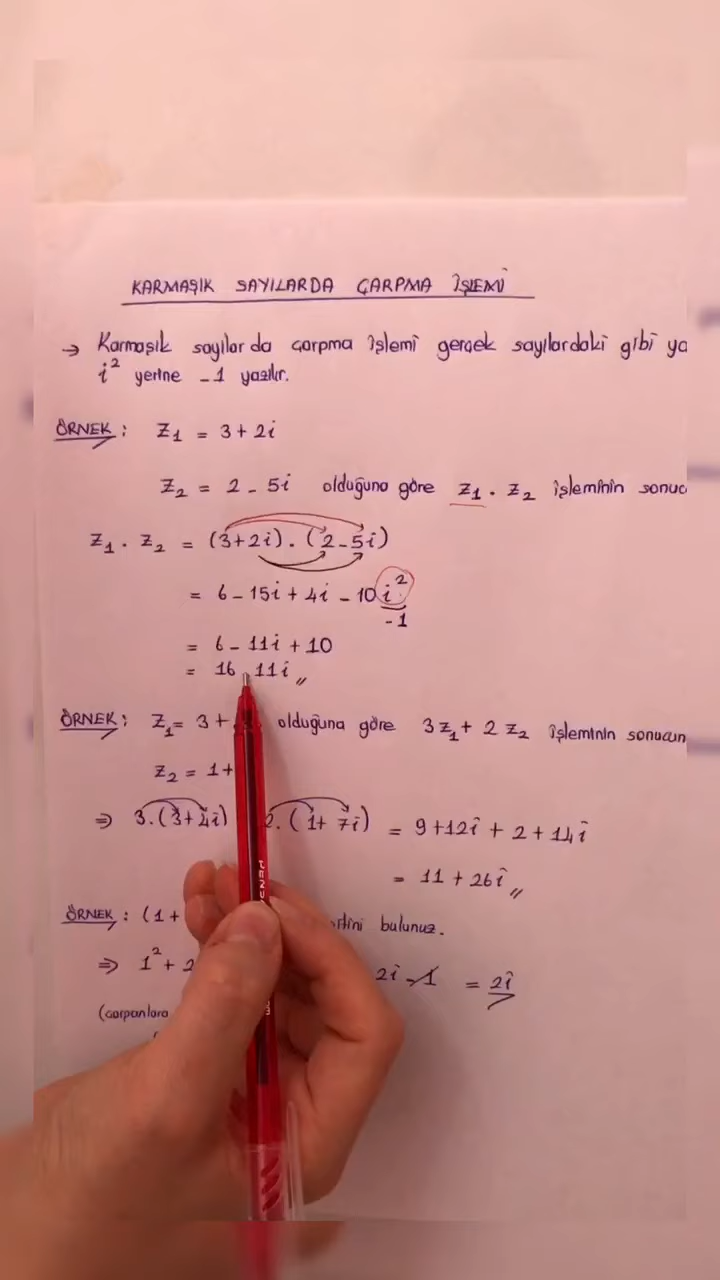 KARMAŞIK SAYILARDA ÇARPMA İŞLEMİ
→ Karmaşık sayılarda çarpma işlemi gerçek sayılardaki gibi ya
i² yerine -1 yazılır.
ÖRNEK: Z₁ = 3 + 2i
Z₂ = 2 - 5i olduğuna göre Z₁ . Z₂ işleminin sonuc
Z₁ . Z₂ = (3+2i) . (2-5i)
= 6 - 15i + 4i - 10i²
-1
= 6 - 11i + 10
= 16 11i
ÖRNEK: Z₁ = 3 + olduğuna göre 3Z₁ + 2Z₂ işleminin sonucun
Z₂ = 1+
⇒ 3.(3+4i) 2.(1+7i) = 9+12i + 2+14i
= 11 + 26i
ÖRNEK: (1+ bulunuz.
⇒ 1² + 2 2i - 1 = 2i
(çarpanlara